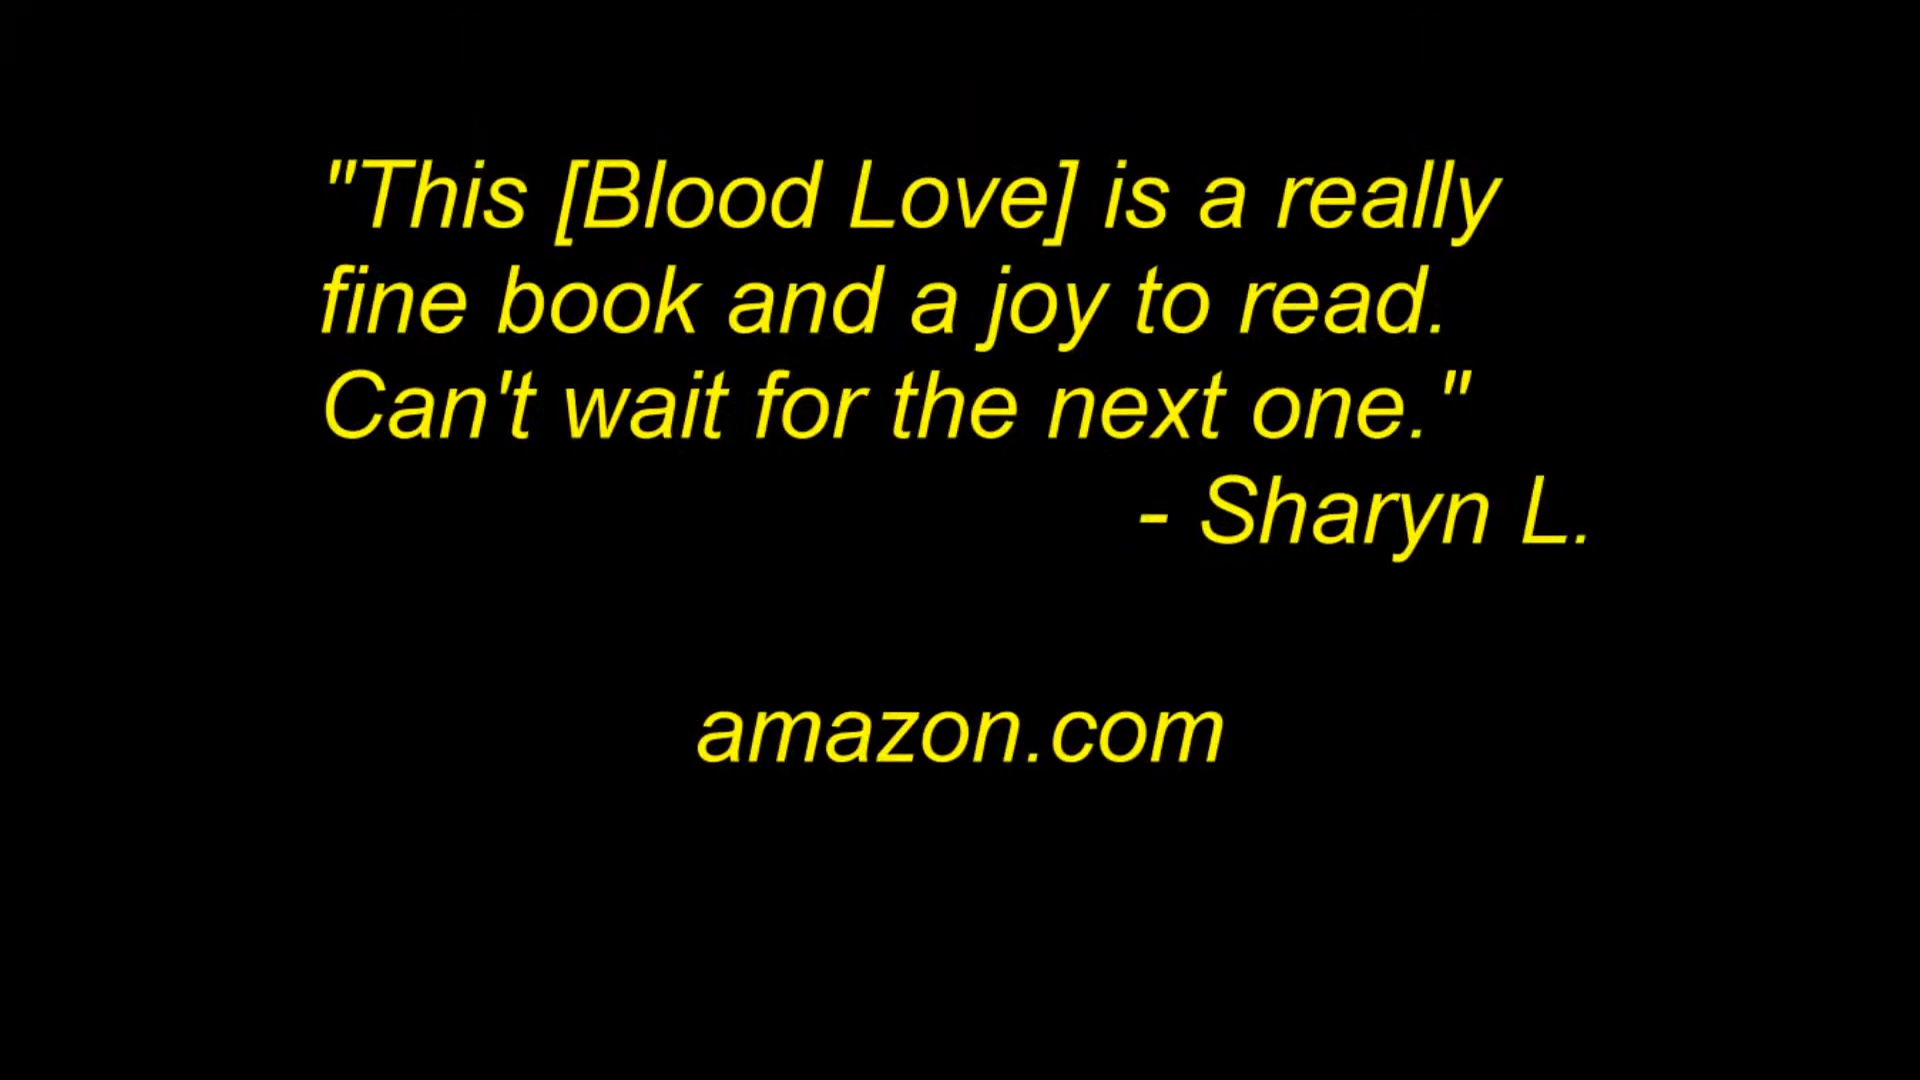 "This [Blood Love] is a really
fine book and a joy to read.
Can't wait for the next one."
- Sharyn L.
amazon.com